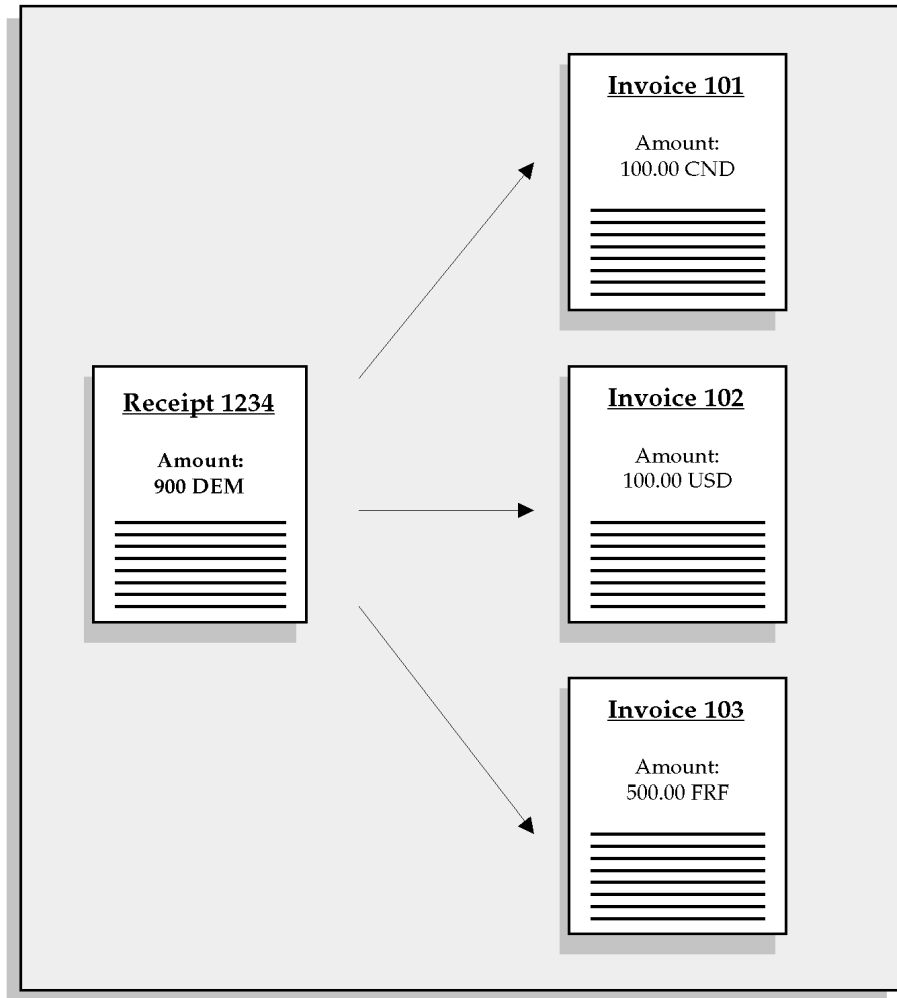 Invoice 101
Amount:
100.00 CND
Receipt 1234
Amount:
900 DEM
Invoice 102
Amount:
100.00 USD
Invoice 103
Amount:
500.00 FRF